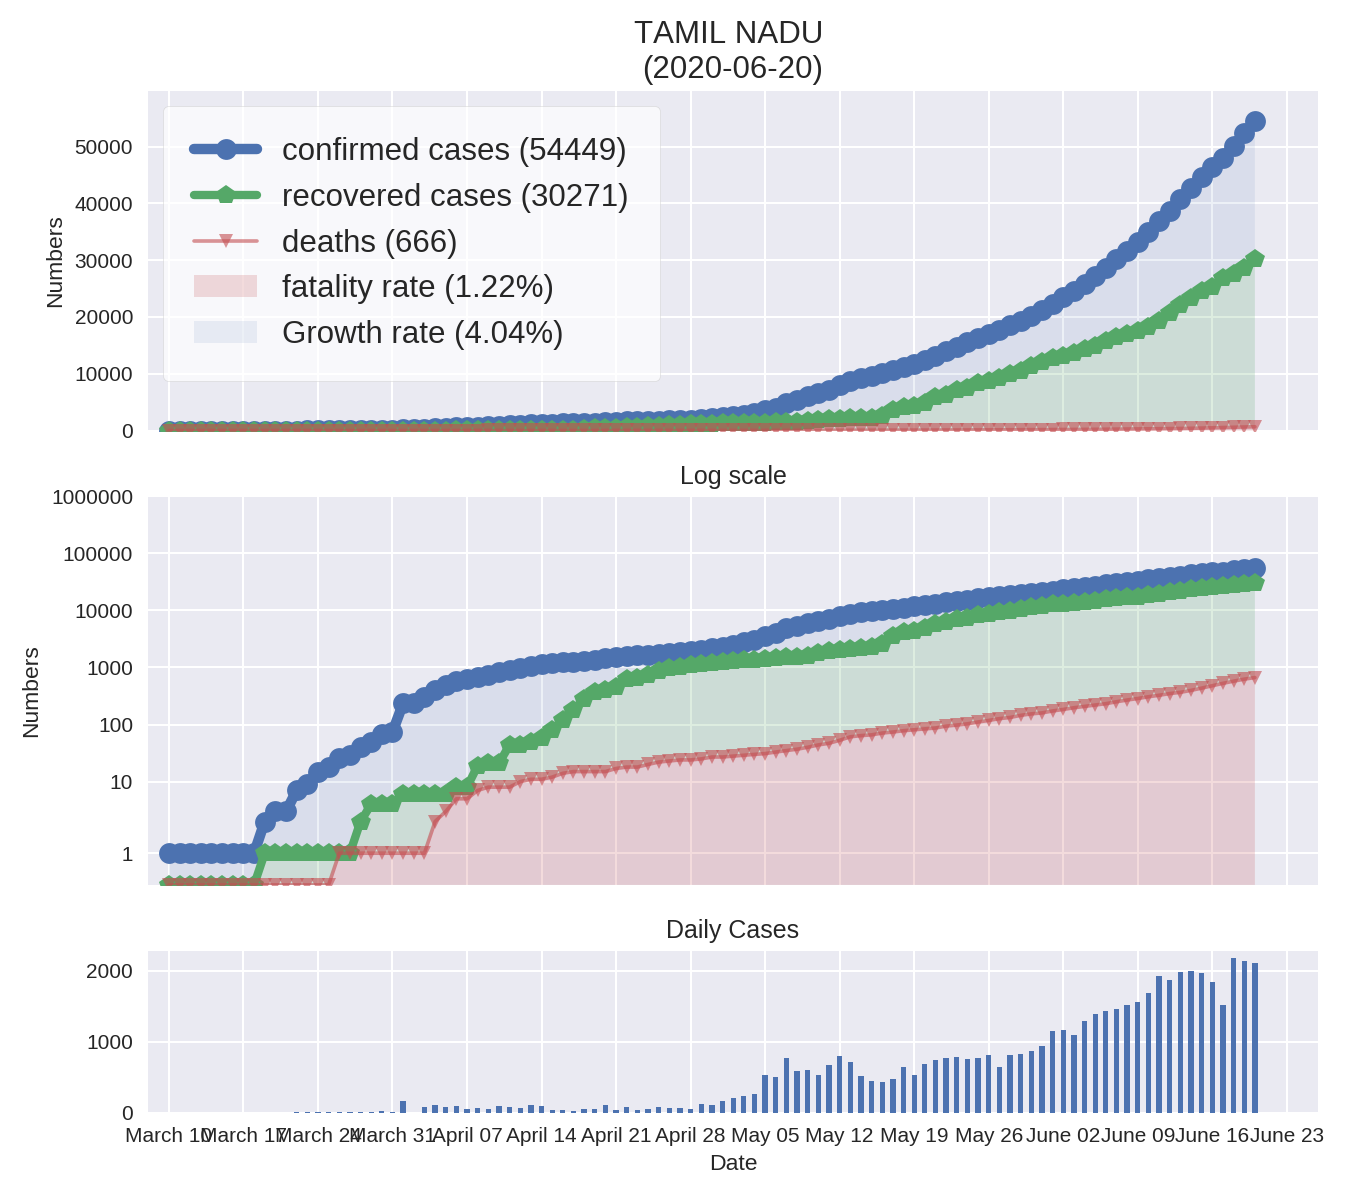 TAMIL NADU
(2020-06-20)
Numbers
50000
40000
30000
20000
10000
0
confirmed cases (54449)
recovered cases (30271)
deaths (666)
fatality rate (1.22%)
Growth rate (4.04%)
Log scale
Numbers
1000000
100000
10000
1000
100
10
1
Daily Cases
2000
1000
0
March 10 March 17 March 24 March 31 April 07 April 14 April 21 April 28 May 05 May 12 May 19 May 26 June 02 June 09 June 16 June 23
Date